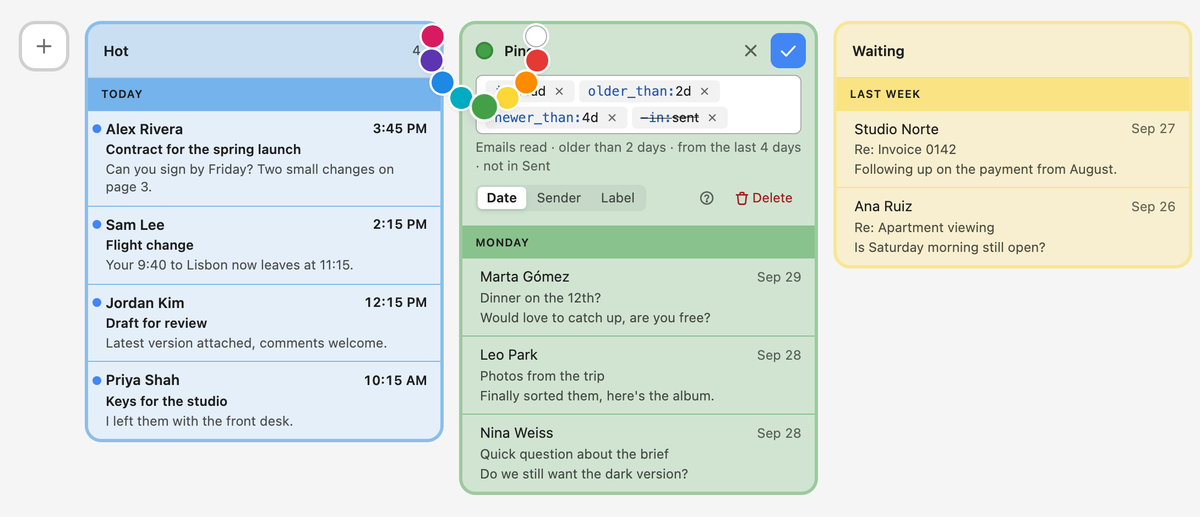 Hot
4
TODAY
Alex Rivera 3:45 PM
Contract for the spring launch
Can you sign by Friday? Two small changes on
page 3.
Sam Lee 2:15 PM
Flight change
Your 9:40 to Lisbon now leaves at 11:15.
Jordan Kim 12:15 PM
Draft for review
Latest version attached, comments welcome.
Priya Shah 10:15 AM
Keys for the studio
I left them with the front desk.
older_than:2d
newer_than:4d -in:sent
Emails read · older than 2 days · from the last 4 days
· not in Sent
Date Sender Label Delete
MONDAY
Marta Gómez Sep 29
Dinner on the 12th?
Would love to catch up, are you free?
Leo Park Sep 28
Photos from the trip
Finally sorted them, here's the album.
Nina Weiss Sep 28
Quick question about the brief
Do we still want the dark version?
Waiting
LAST WEEK
Studio Norte Sep 27
Re: Invoice 0142
Following up on the payment from August.
Ana Ruiz Sep 26
Re: Apartment viewing
Is Saturday morning still open?